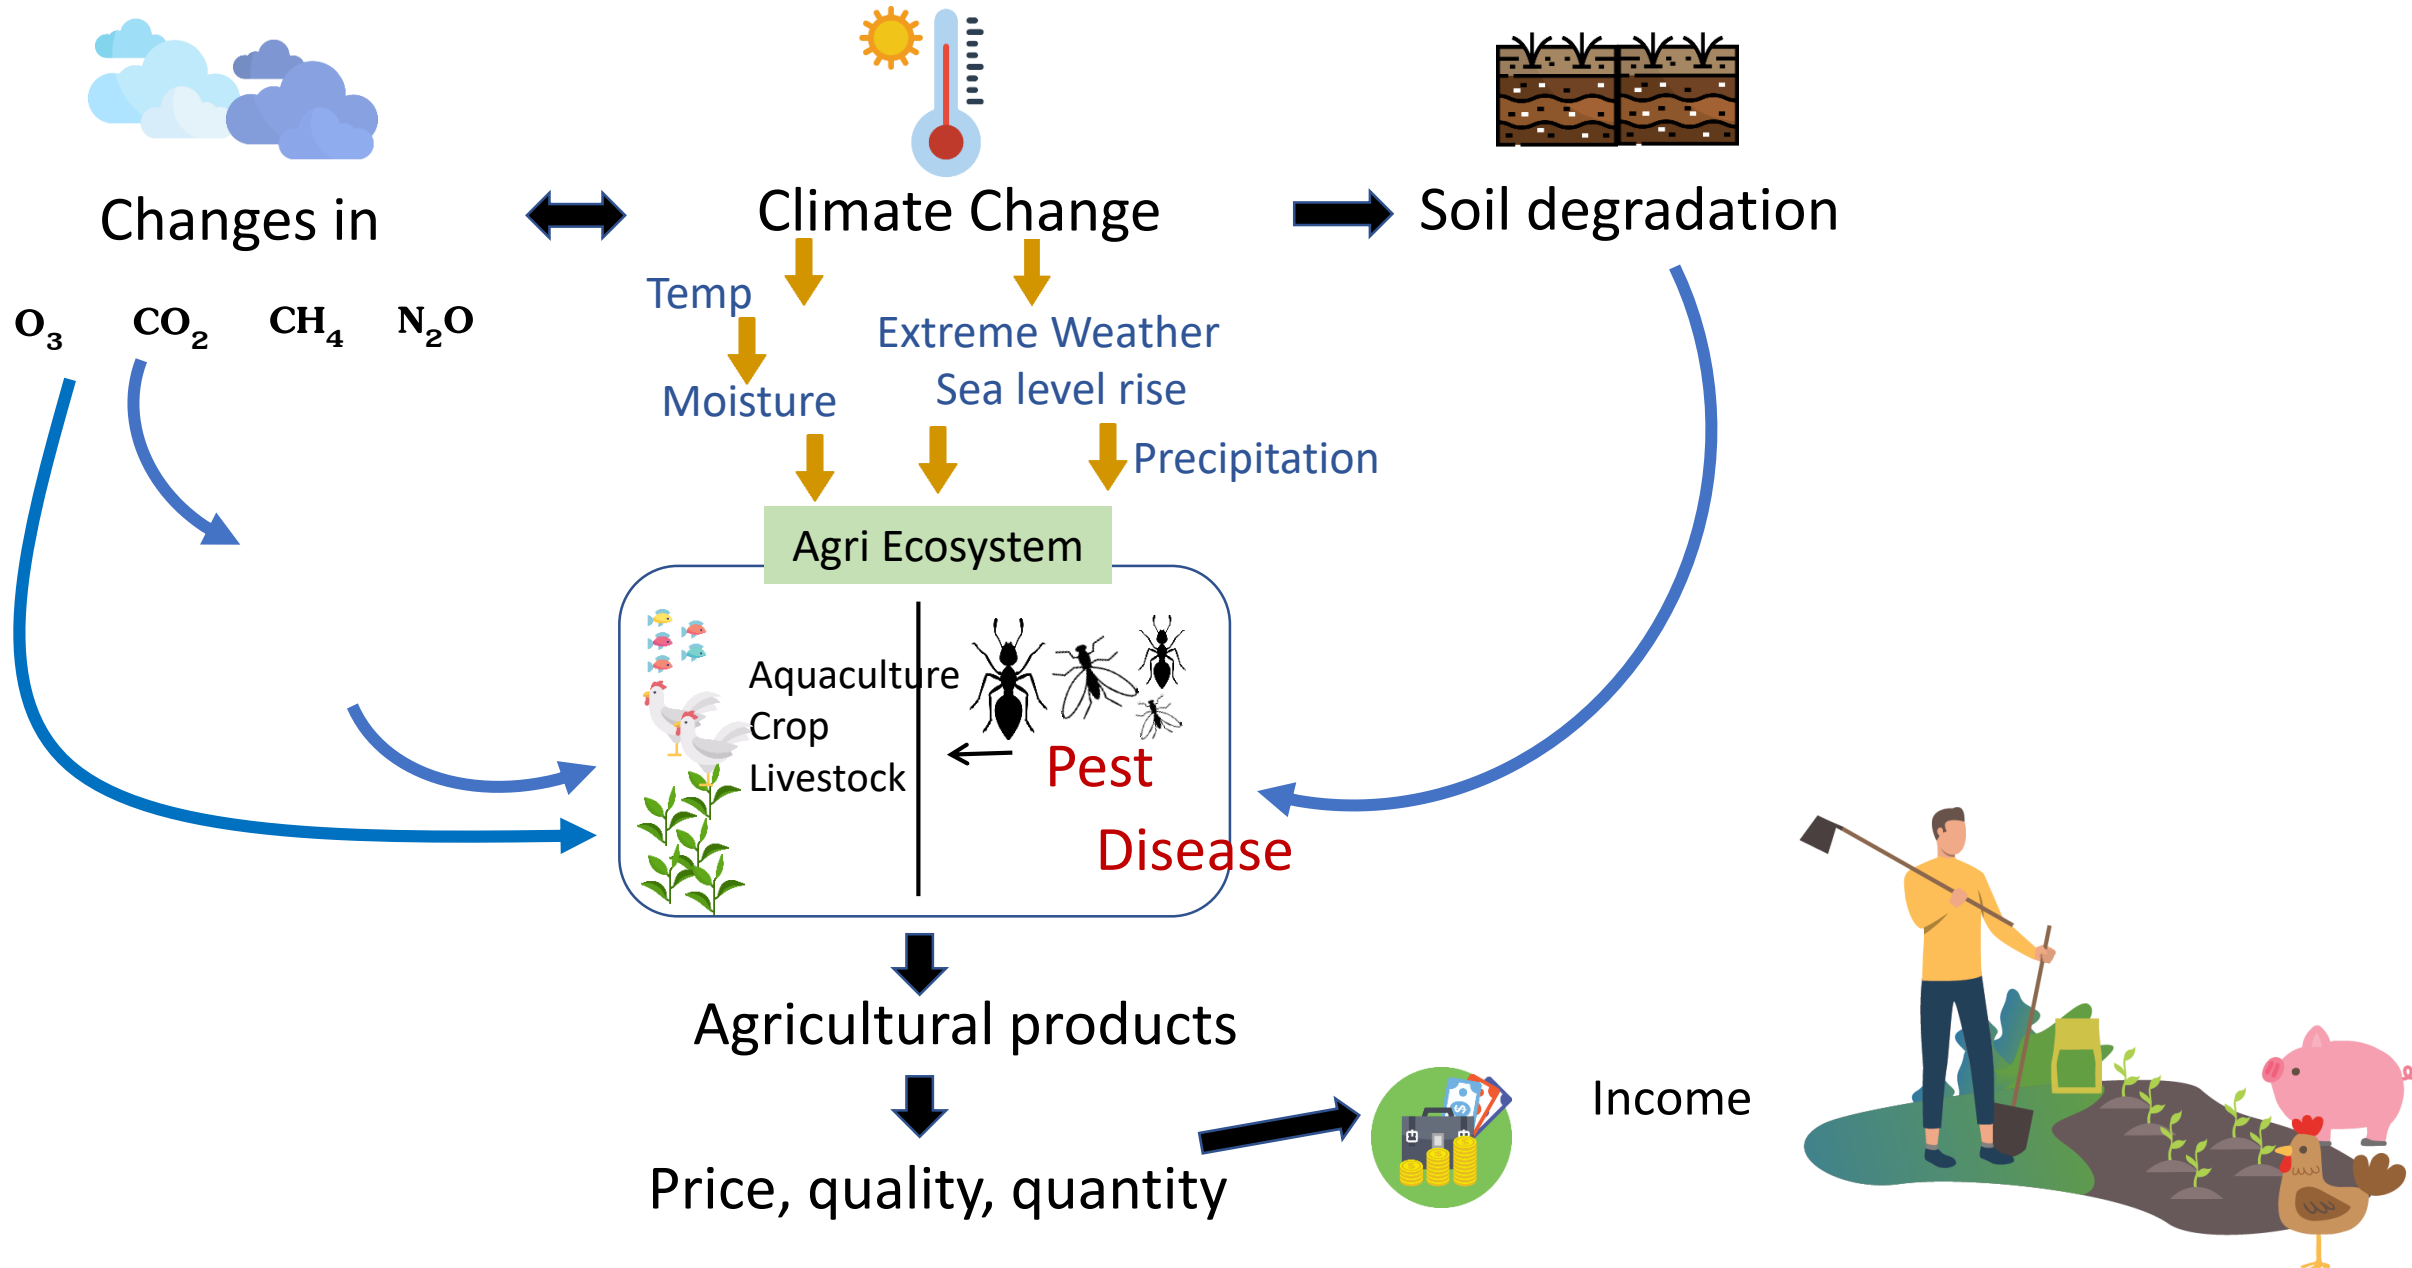 Changes in
Climate Change
Soil degradation
O₃ CO₂ CH₄ N₂O
Temp
Extreme Weather
Moisture
Sea level rise
Precipitation
Agri Ecosystem
Aquaculture
Crop
Livestock
Pest
Disease
Agricultural products
Income
Price, quality, quantity